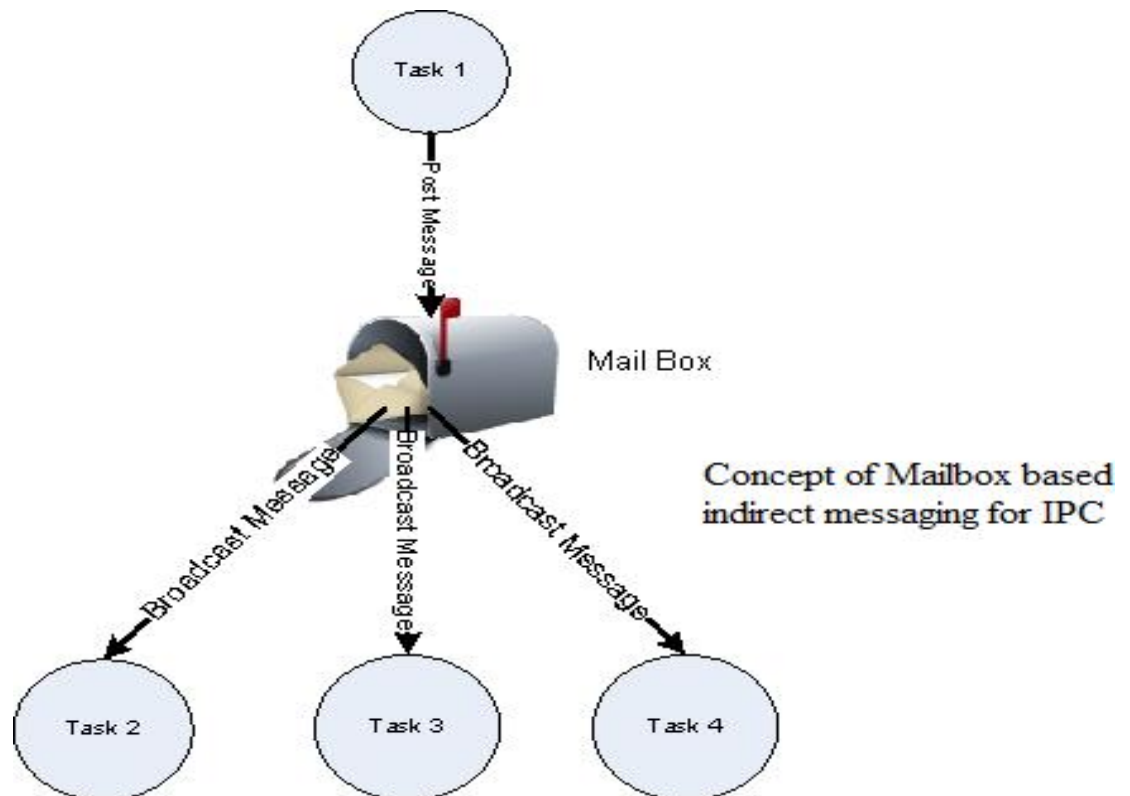 Task 1
Post Message
Mail Box
Broadcast Message
Broadcast Message
Broadcast Message
Concept of Mailbox based
indirect messaging for IPC
Task 2
Task 3
Task 4